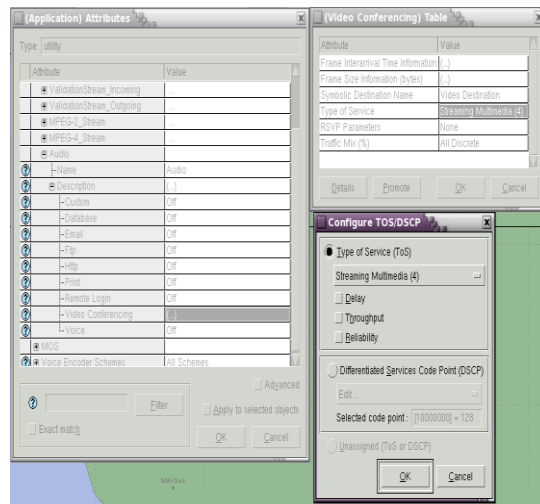 (Application) Attributes
Type: utility
Attribute Value
ValidationStream_Incoming ...
ValidationStream_Outgoing ...
MPEG-2_Stream ...
MPEG-4_Stream ...
Audio
Name Audio
Description (...)
Custom Off
Database Off
Email Off
Ftp Off
Http Off
Print Off
Remote Login Off
Video Conferencing (...)
Voice Off
MOS
Voice Encoder Schemes All Schemes
Advanced
Filter
Apply to selected objects
Exact match
OK Cancel
(Video Conferencing) Table
Attribute Value
Frame Interarrival Time Information (...)
Frame Size Information (bytes) (...)
Symbolic Destination Name Video Destination
Type of Service Streaming Multimedia (4)
RSVP Parameters None
Traffic Mix (%) All Discrete
Details Promote OK Cancel
Configure TOS/DSCP
Type of Service (ToS)
Streaming Multimedia (4)
Delay
Throughput
Reliability
Differentiated Services Code Point (DSCP)
Edit ...
Selected code point : [10000000] = 128
Unassigned (ToS or DSCP)
OK Cancel